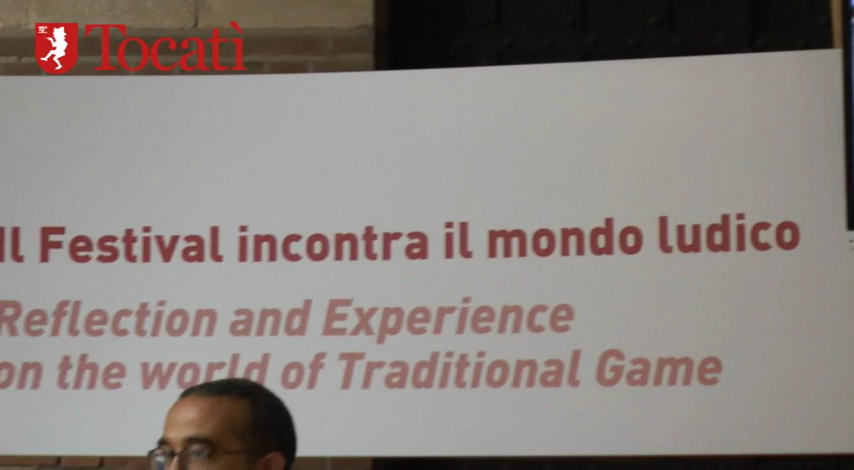 Tocatì
Il Festival incontra il mondo ludico
Reflection and Experience
on the world of Traditional Game